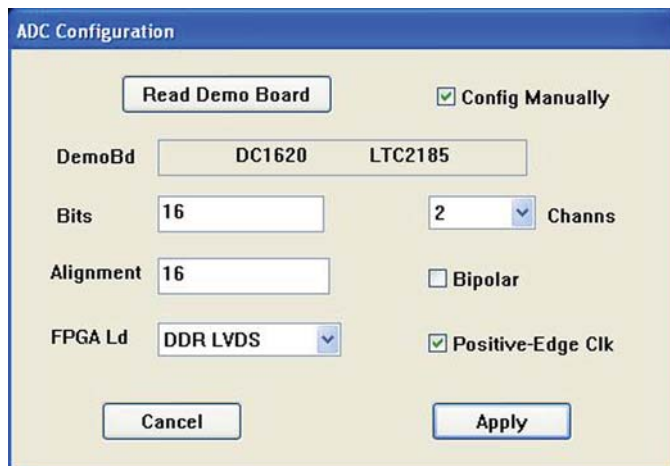 ADC Configuration
Read Demo Board
Config Manually
DemoBd DC1620 LTC2185
Bits 16 2 Channs
Alignment 16 Bipolar
FPGA Ld DDR LVDS Positive-Edge Clk
Cancel Apply